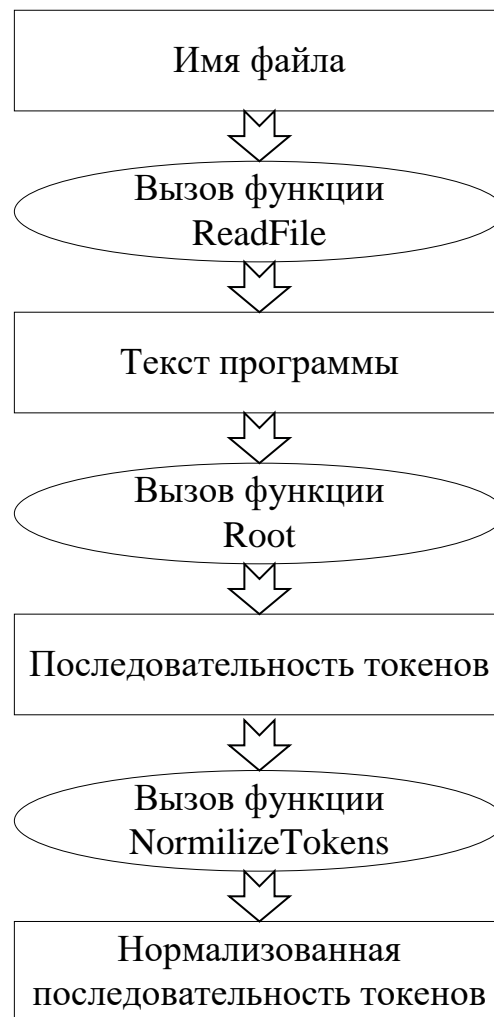 Имя файла
Вызов функции
ReadFile
Текст программы
Вызов функции
Root
Последовательность токенов
Вызов функции
NormilizeTokens
Нормализованная
последовательность токенов